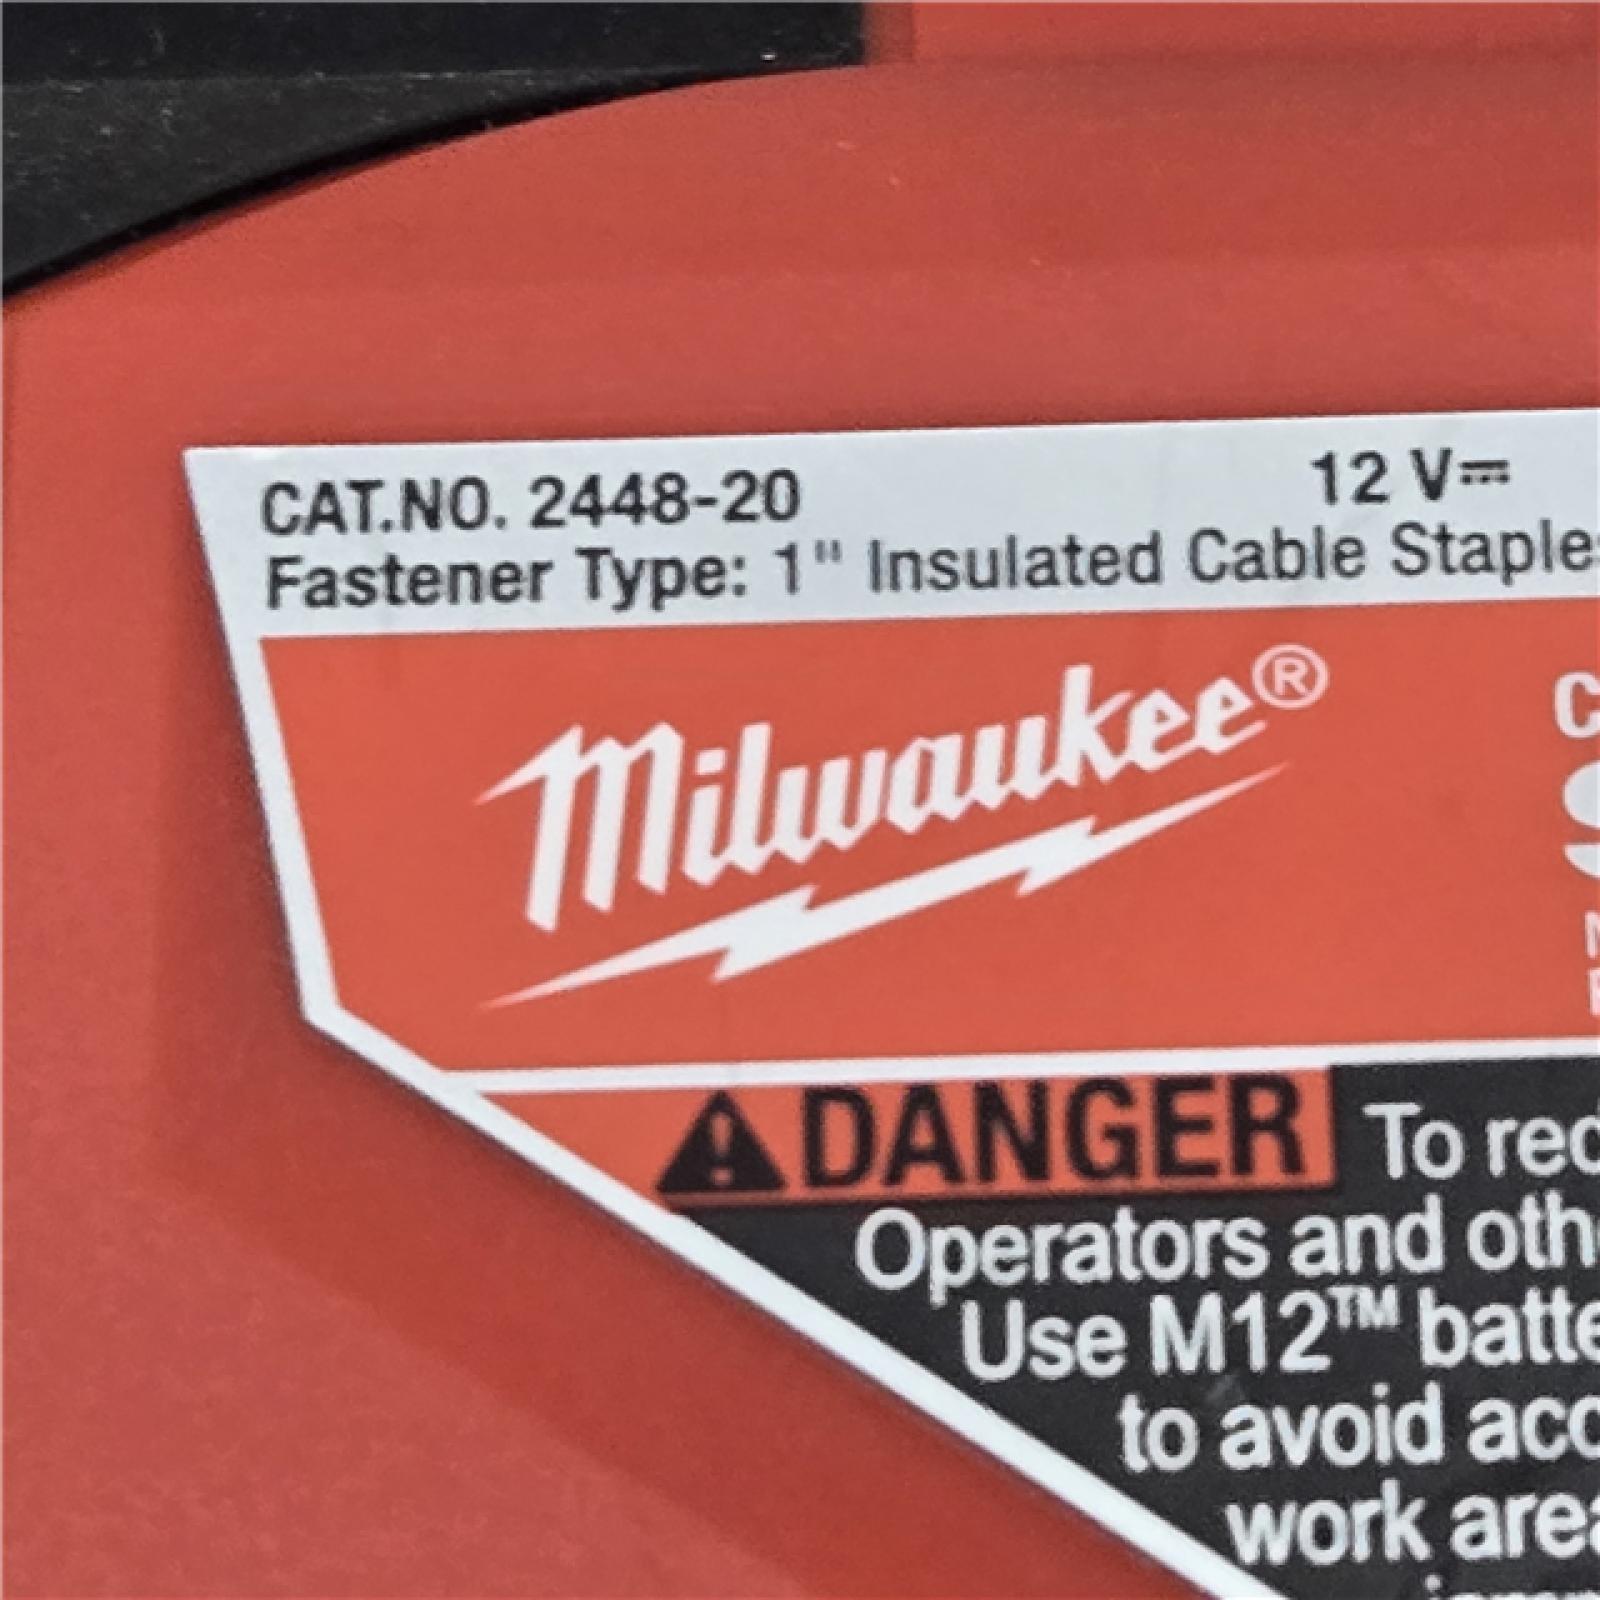 CAT.NO. 2448-20 12 V⎓
Fastener Type: 1" Insulated Cable Staples
Milwaukee®
⚠DANGER To red
Operators and oth
Use M12™ batte
to avoid acc
work area